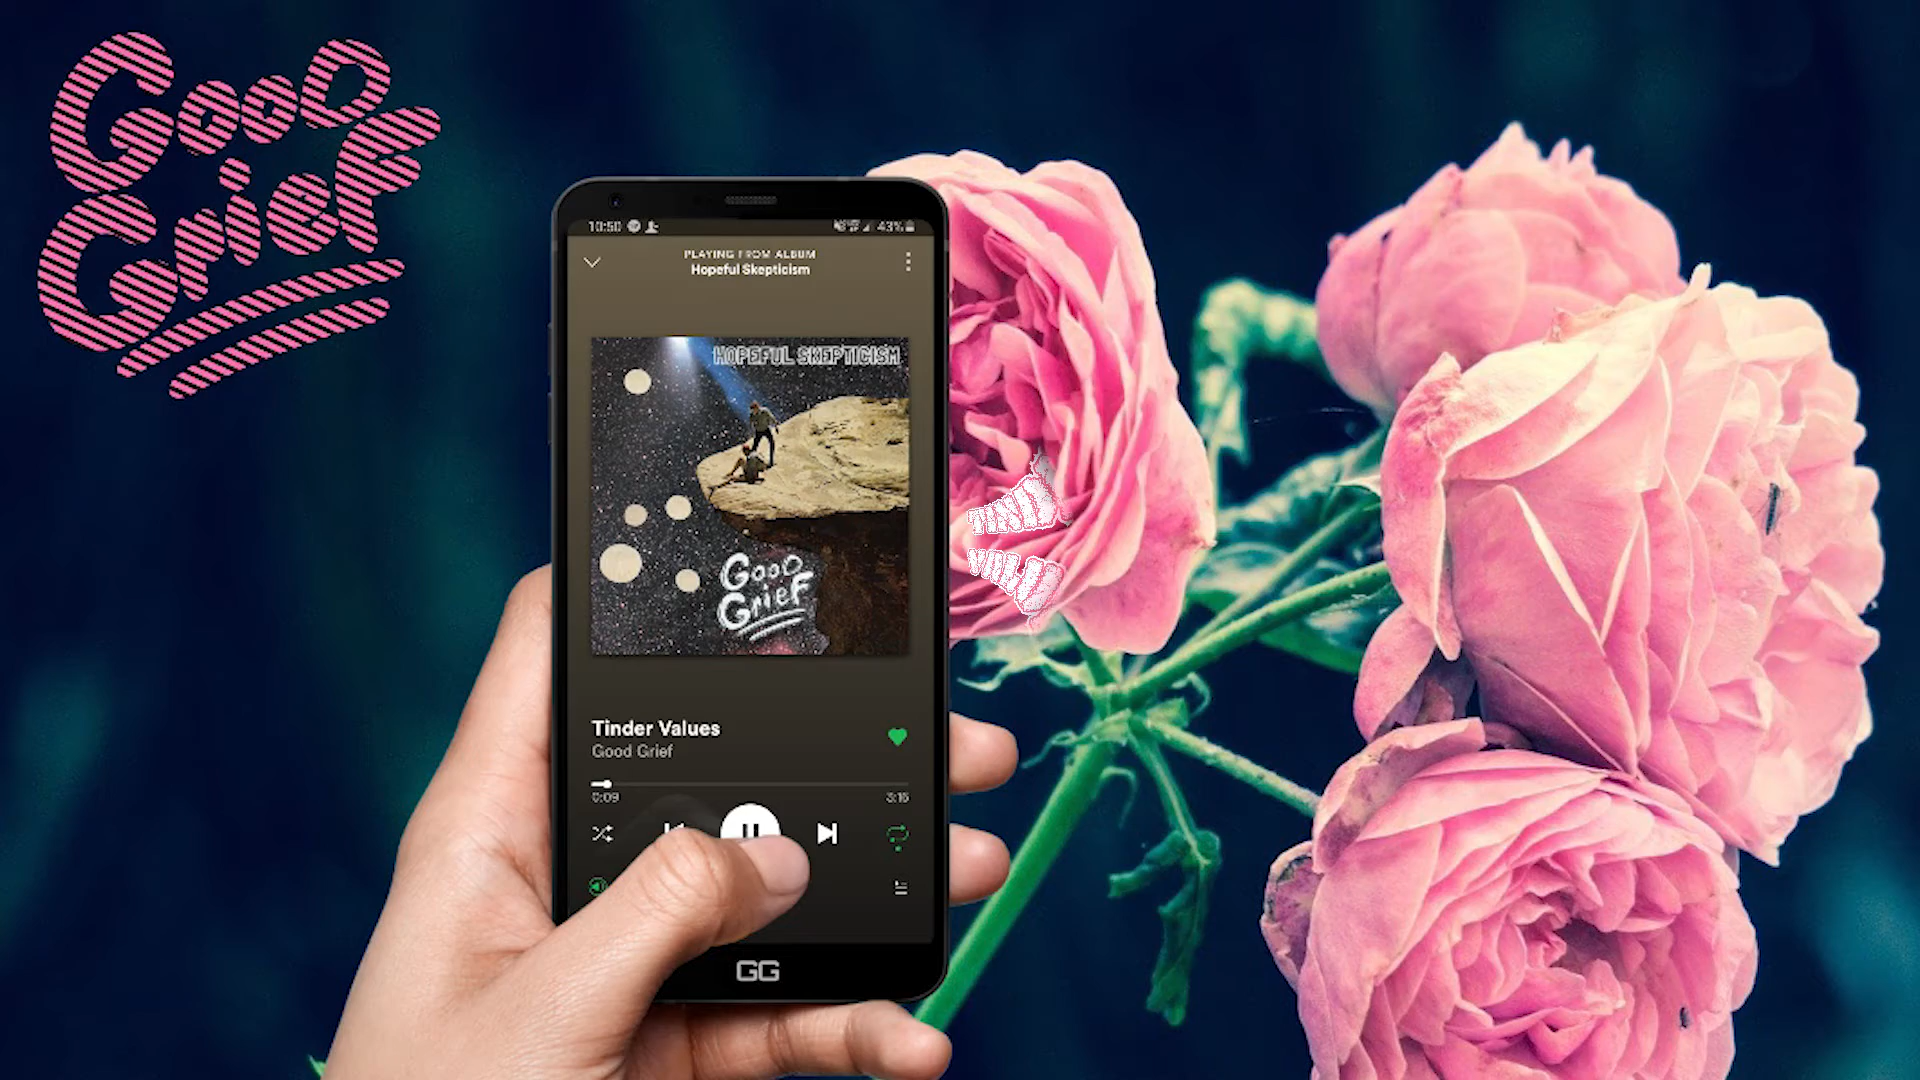 Good
Grief
10:50
43%
PLAYING FROM ALBUM
Hopeful Skepticism
HOPEFUL SKEPTICISM
Good
Grief
Tinder Values
Good Grief
0:09
3:16
GG